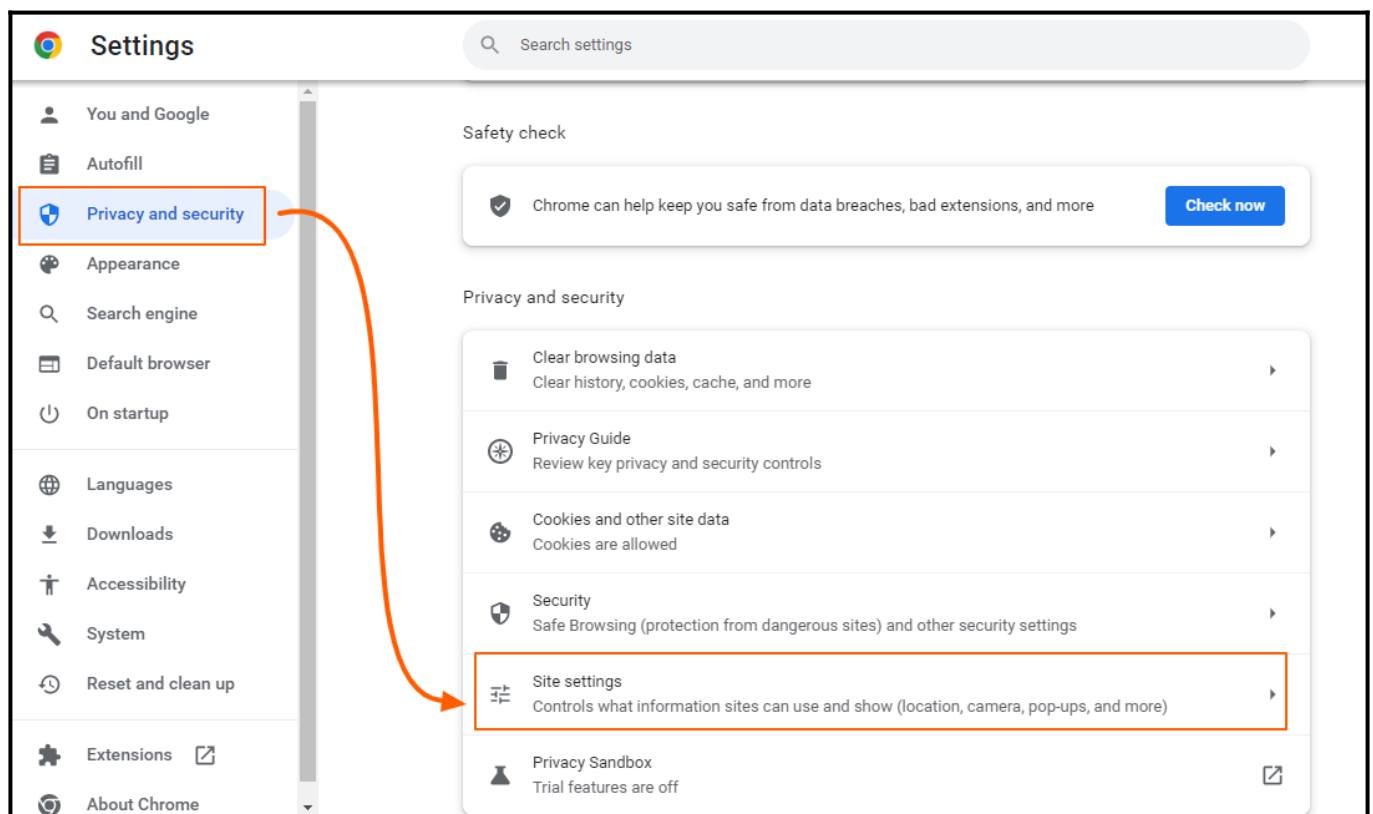 Settings
Search settings
You and Google
Autofill
Privacy and security
Appearance
Search engine
Default browser
On startup
Languages
Downloads
Accessibility
System
Reset and clean up
Extensions
About Chrome
Safety check
Chrome can help keep you safe from data breaches, bad extensions, and more
Check now
Privacy and security
Clear browsing data
Clear history, cookies, cache, and more
Privacy Guide
Review key privacy and security controls
Cookies and other site data
Cookies are allowed
Security
Safe Browsing (protection from dangerous sites) and other security settings
Site settings
Controls what information sites can use and show (location, camera, pop-ups, and more)
Privacy Sandbox
Trial features are off